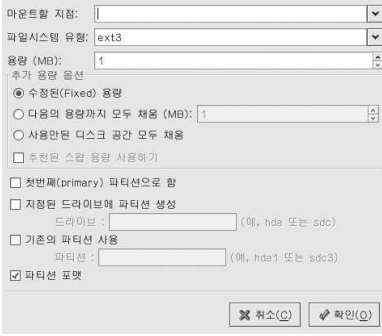 마운트할 지점:
파일시스템 유형: ext3
용량 (MB): 1
추가 용량 옵션
수정된(Fixed) 용량
다음의 용량까지 모두 채움 (MB): 1
사용안된 디스크 공간 모두 채움
추천된 스왑 용량 사용하기
첫번째(primary) 파티션으로 함
지정된 드라이브에 파티션 생성
드라이브 : (예, hda 또는 sdc)
기존의 파티션 사용
파티션 : (예, hda1 또는 sdc3)
파티션 포맷
취소(C) 확인(O)